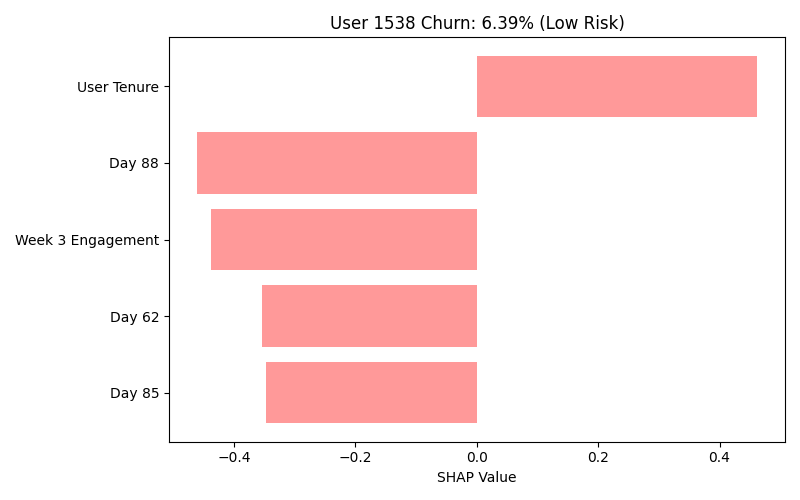 User 1538 Churn: 6.39% (Low Risk)
User Tenure
Day 88
Week 3 Engagement
Day 62
Day 85
−0.4 −0.2 0.0 0.2 0.4
SHAP Value